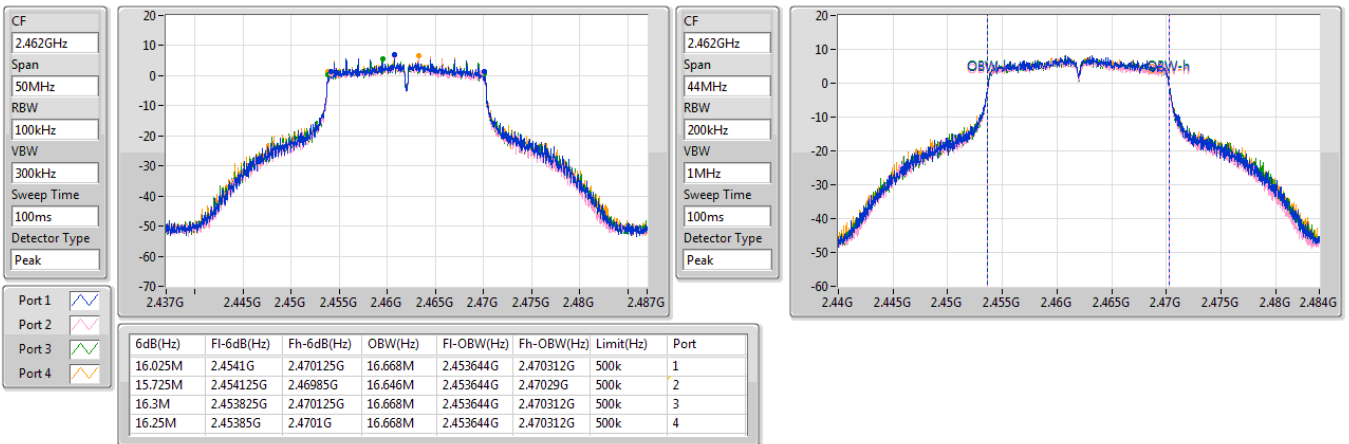 CF
2.462GHz
Span
50MHz
RBW
100kHz
VBW
300kHz
Sweep Time
100ms
Detector Type
Peak
20
10
0
-10
-20
-30
-40
-50
-60
-70
2.437G 2.445G 2.45G 2.455G 2.46G 2.465G 2.47G 2.475G 2.48G 2.487G
CF
2.462GHz
Span
44MHz
RBW
200kHz
VBW
1MHz
Sweep Time
100ms
Detector Type
Peak
20
10
0
-10
-20
-30
-40
-50
-60
OBW-h
2.44G 2.445G 2.45G 2.455G 2.46G 2.465G 2.47G 2.475G 2.48G 2.484G
Port 1
Port 2
Port 3
Port 4
6dB(Hz) Fl-6dB(Hz) Fh-6dB(Hz) OBW(Hz) Fl-OBW(Hz) Fh-OBW(Hz) Limit(Hz) Port
16.025M 2.4541G 2.470125G 16.668M 2.453644G 2.470312G 500k 1
15.725M 2.454125G 2.46985G 16.646M 2.453644G 2.47029G 500k 2
16.3M 2.453825G 2.470125G 16.668M 2.453644G 2.470312G 500k 3
16.25M 2.45385G 2.4701G 16.668M 2.453644G 2.470312G 500k 4